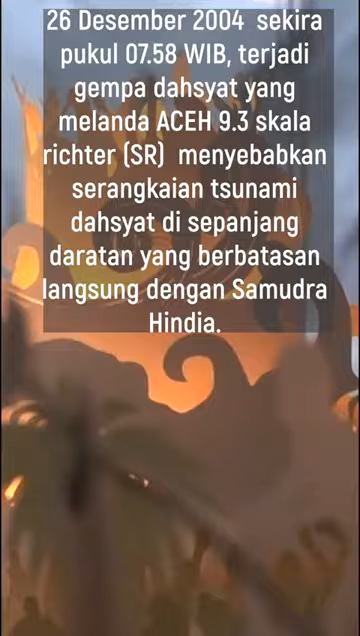 26 Desember 2004 sekira
pukul 07.58 WIB, terjadi
gempa dahsyat yang
melanda ACEH 9.3 skala
richter (SR) menyebabkan
serangkaian tsunami
dahsyat di sepanjang
daratan yang berbatasan
langsung dengan Samudra
Hindia.